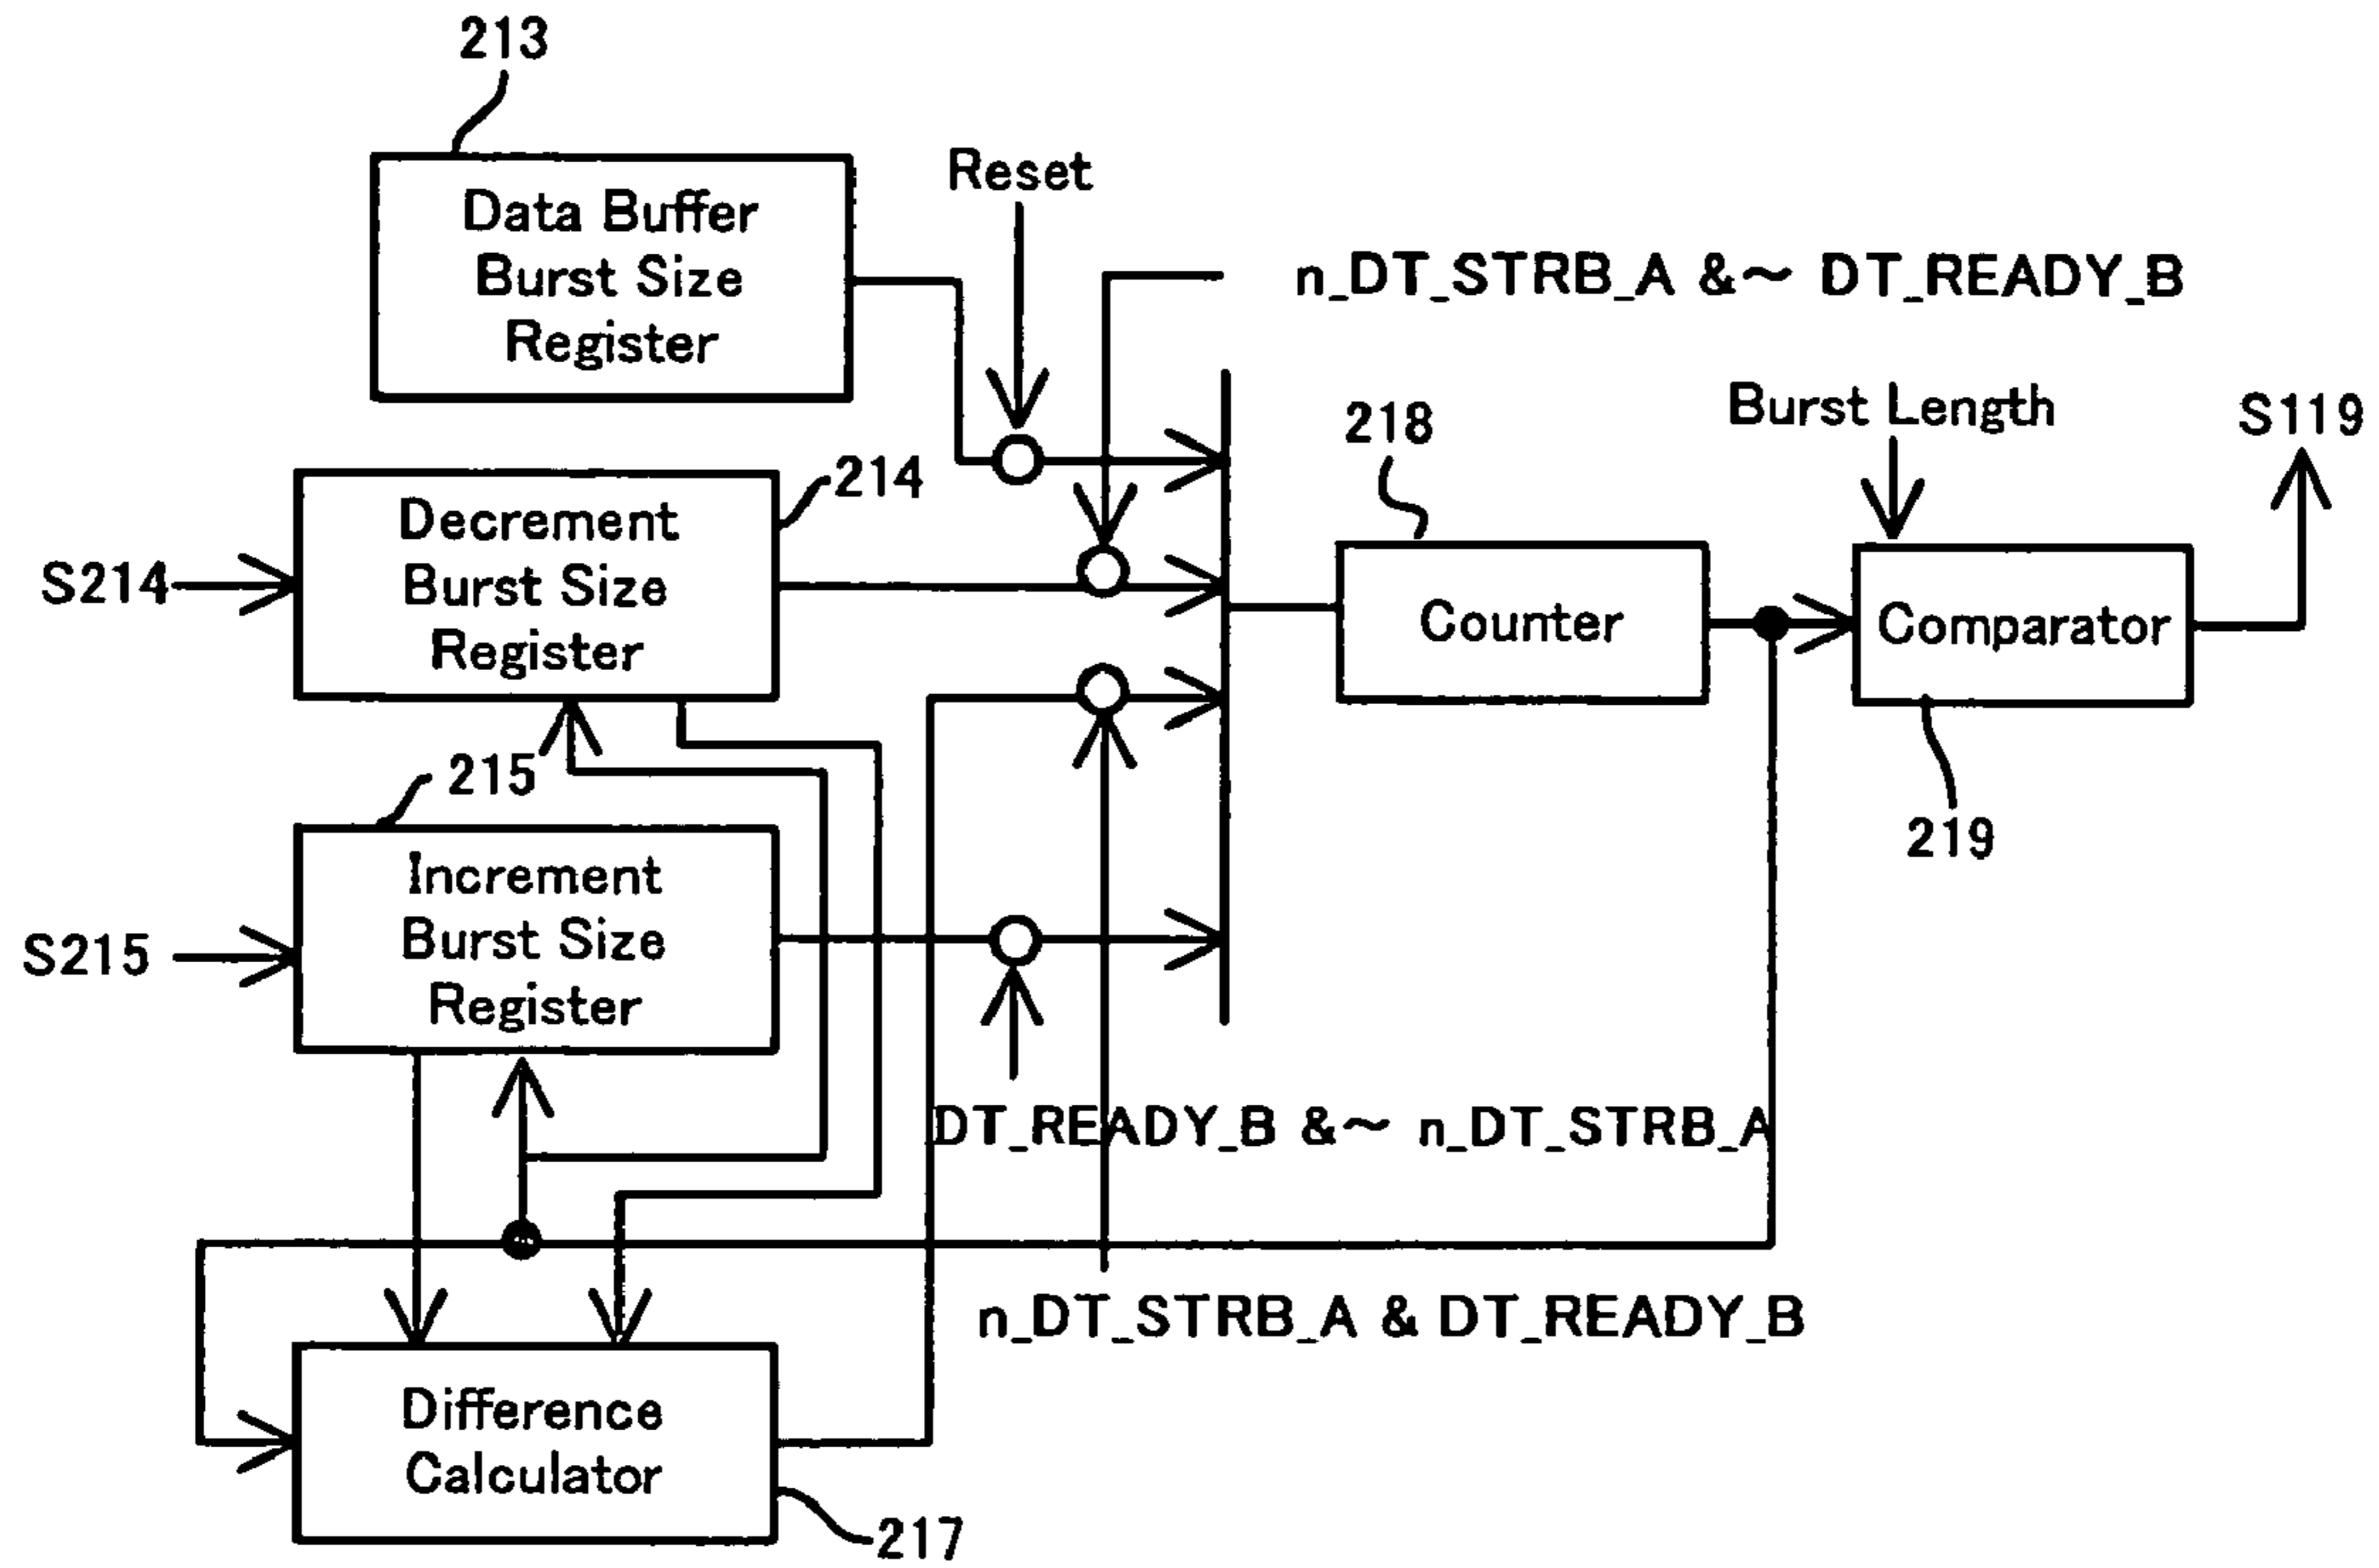 213
Data Buffer
Burst Size
Register
Reset
n_DT_STRB_A &～ DT_READY_B
Burst Length
S119
218
214
Decrement
Burst Size
Register
S214
Counter
Comparator
215
219
Increment
Burst Size
Register
S215
DT_READY_B &～ n_DT_STRB_A
n_DT_STRB_A & DT_READY_B
Difference
Calculator
217